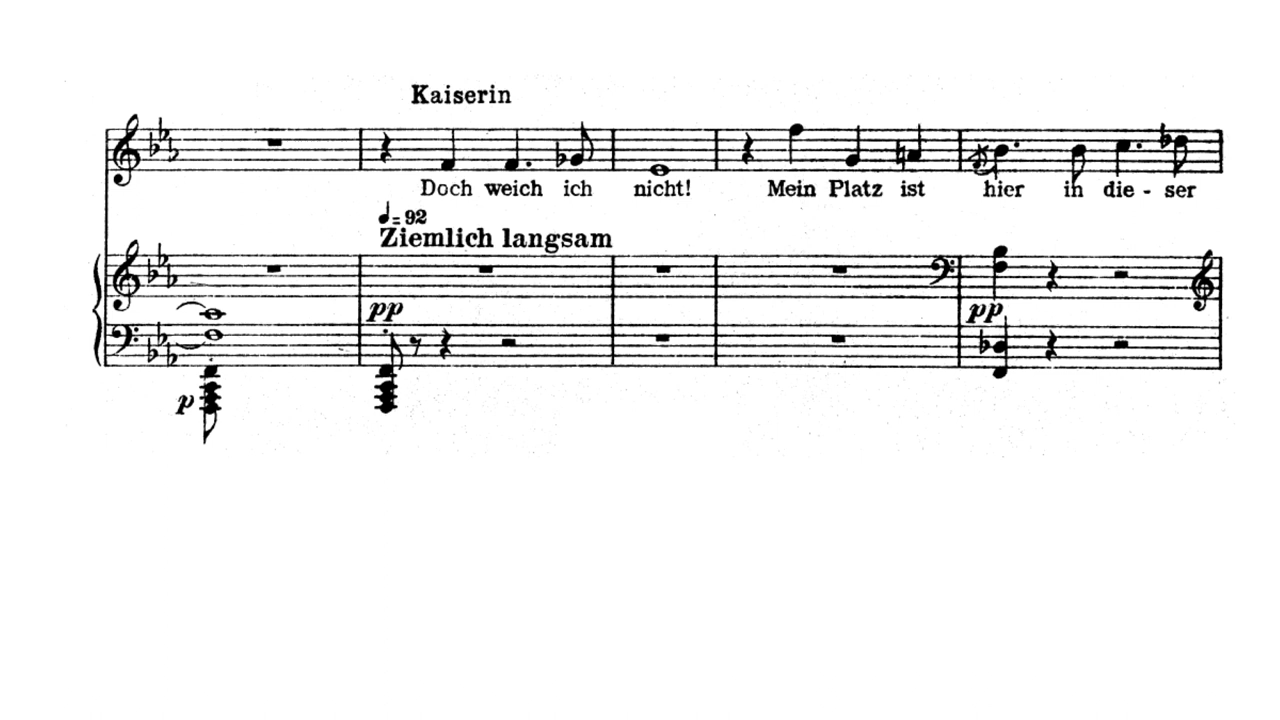 Kaiserin
Doch weich ich nicht! Mein Platz ist hier in die - ser
♩= 92
Ziemlich langsam
pp
pp
p